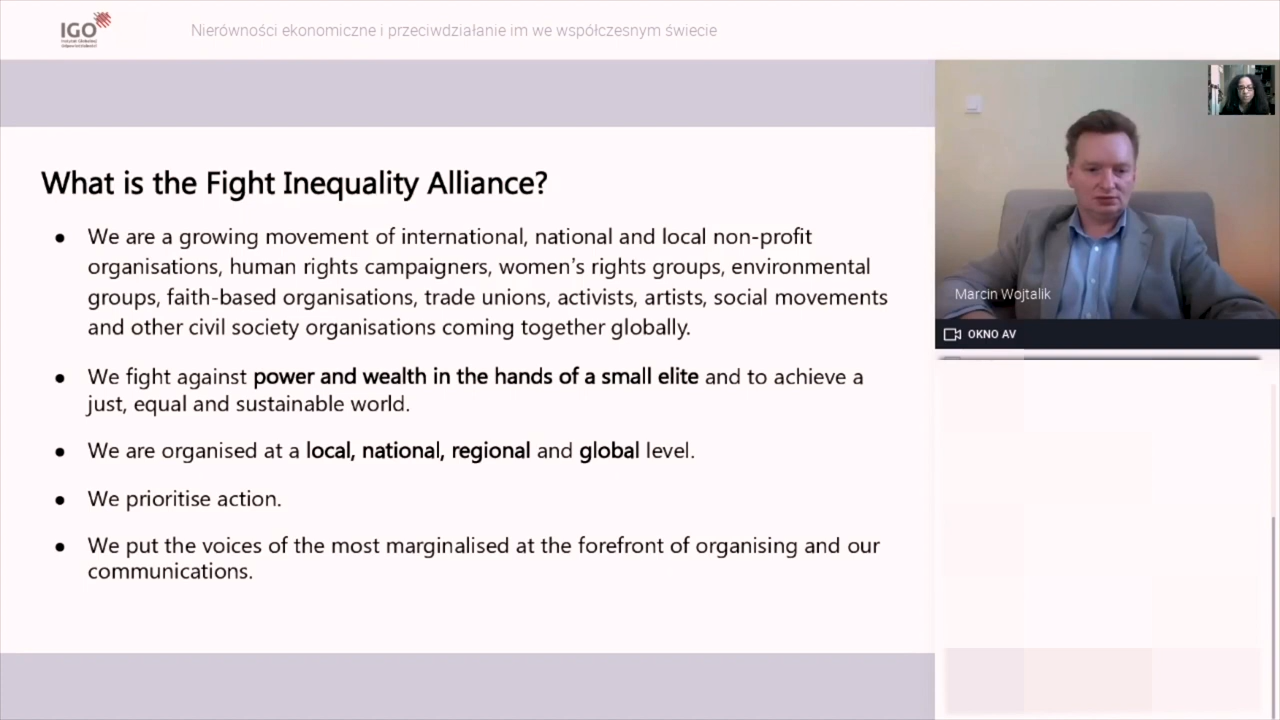 IGO
Instytut Globalnej
Odpowiedzialności
Nierówności ekonomiczne i przeciwdziałanie im we współczesnym świecie
What is the Fight Inequality Alliance?
● We are a growing movement of international, national and local non-profit
organisations, human rights campaigners, women's rights groups, environmental
groups, faith-based organisations, trade unions, activists, artists, social movements
and other civil society organisations coming together globally.
● We fight against power and wealth in the hands of a small elite and to achieve a
just, equal and sustainable world.
● We are organised at a local, national, regional and global level.
● We prioritise action.
● We put the voices of the most marginalised at the forefront of organising and our
communications.
Marcin Wojtalik
OKNO AV